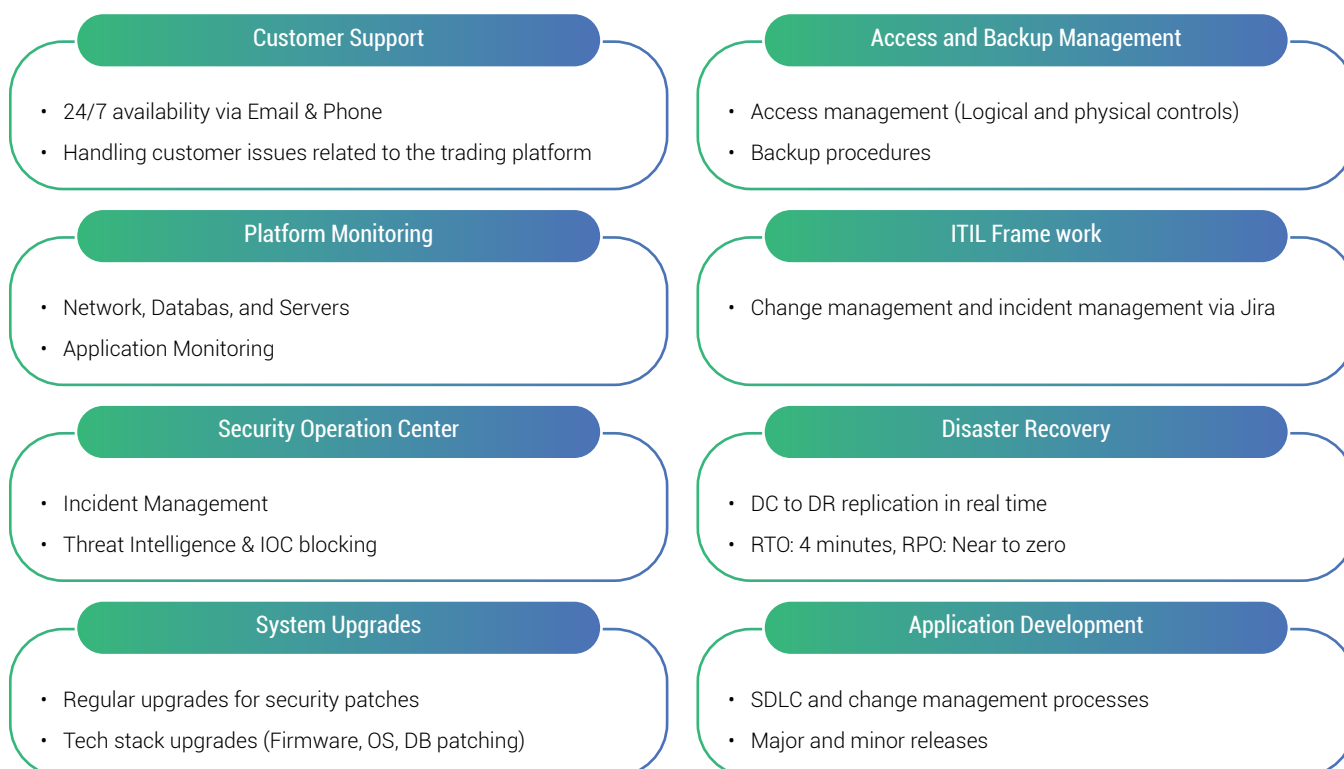 Customer Support
• 24/7 availability via Email & Phone
• Handling customer issues related to the trading platform
Access and Backup Management
• Access management (Logical and physical controls)
• Backup procedures
Platform Monitoring
• Network, Databas, and Servers
• Application Monitoring
ITIL Frame work
• Change management and incident management via Jira
Security Operation Center
• Incident Management
• Threat Intelligence & IOC blocking
Disaster Recovery
• DC to DR replication in real time
• RTO: 4 minutes, RPO: Near to zero
System Upgrades
• Regular upgrades for security patches
• Tech stack upgrades (Firmware, OS, DB patching)
Application Development
• SDLC and change management processes
• Major and minor releases